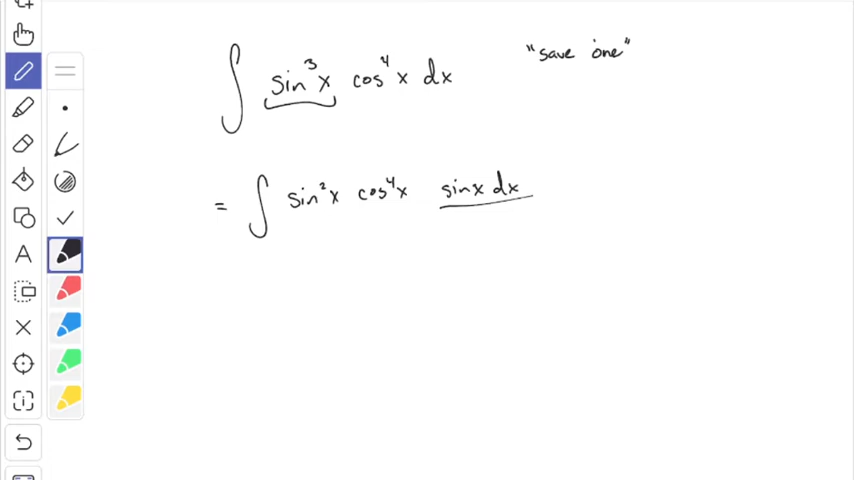 ∫ sin³x cos⁴x dx "save one"
= ∫ sin²x cos⁴x sinx dx
A